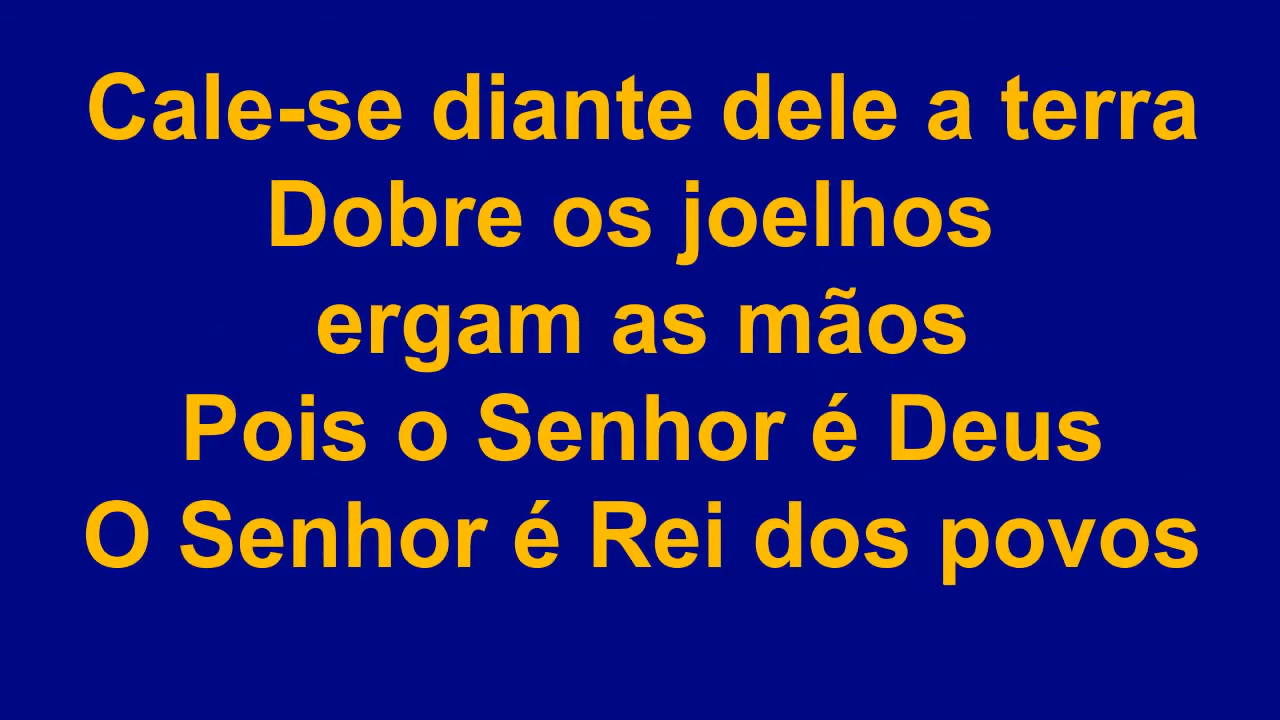 Cale-se diante dele a terra
Dobre os joelhos
ergam as mãos
Pois o Senhor é Deus
O Senhor é Rei dos povos